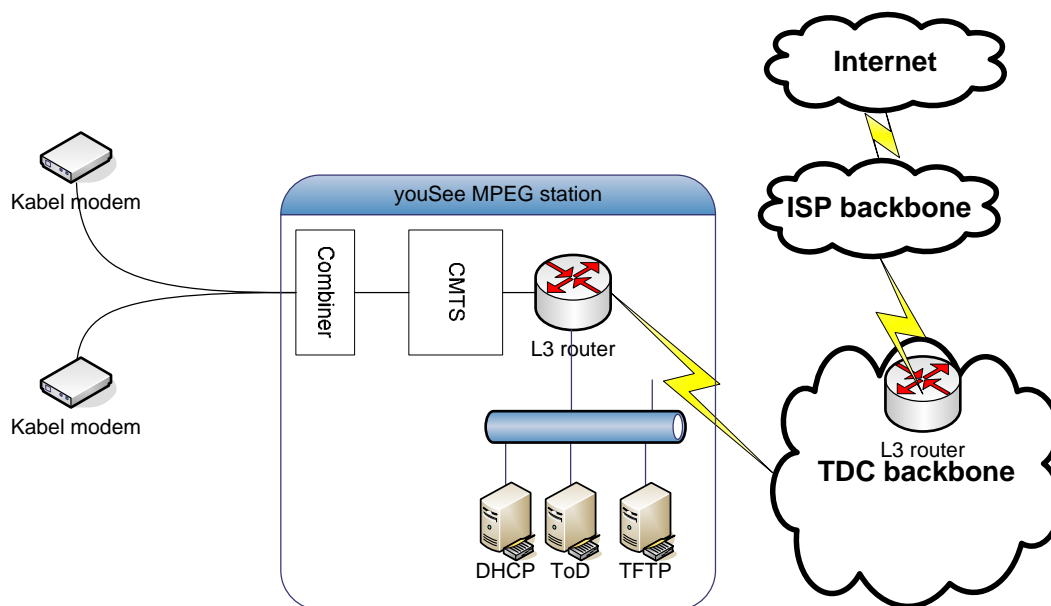 Internet
Kabel modem
youSee MPEG station
ISP backbone
Combiner
CMTS
L3 router
Kabel modem
L3 router
TDC backbone
DHCP
ToD
TFTP